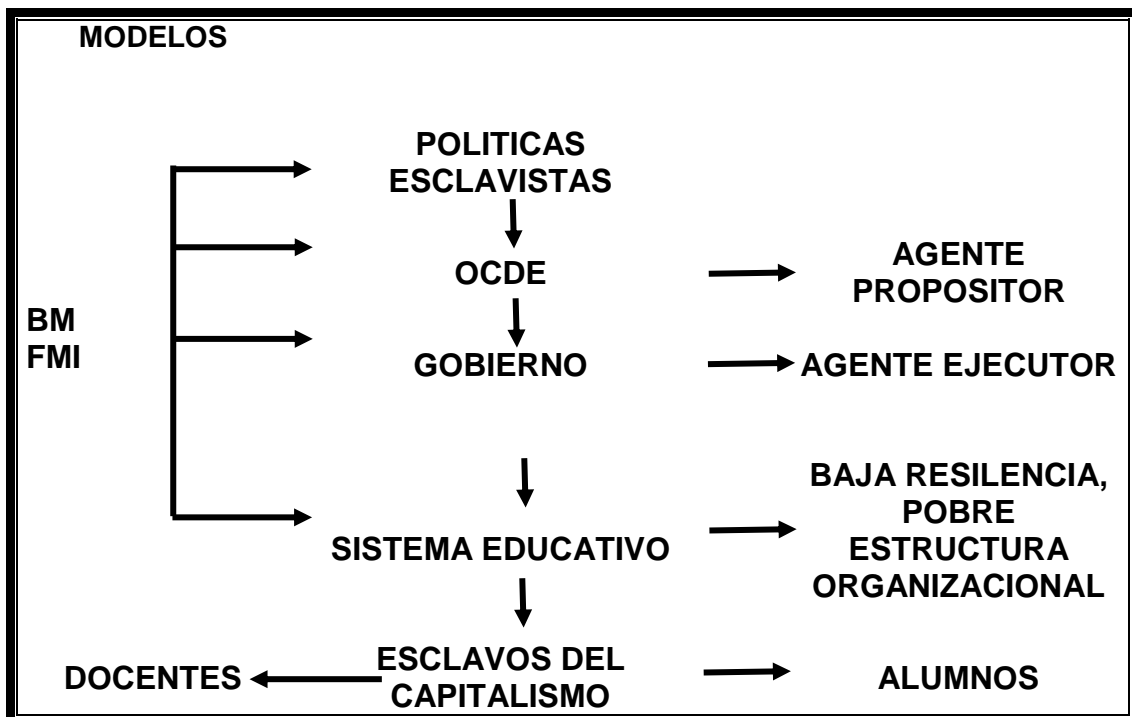 MODELOS
POLITICAS
ESCLAVISTAS
OCDE
AGENTE
PROPOSITOR
BM
FMI
GOBIERNO
AGENTE EJECUTOR
SISTEMA EDUCATIVO
BAJA RESILENCIA,
POBRE
ESTRUCTURA
ORGANIZACIONAL
DOCENTES
ESCLAVOS DEL
CAPITALISMO
ALUMNOS